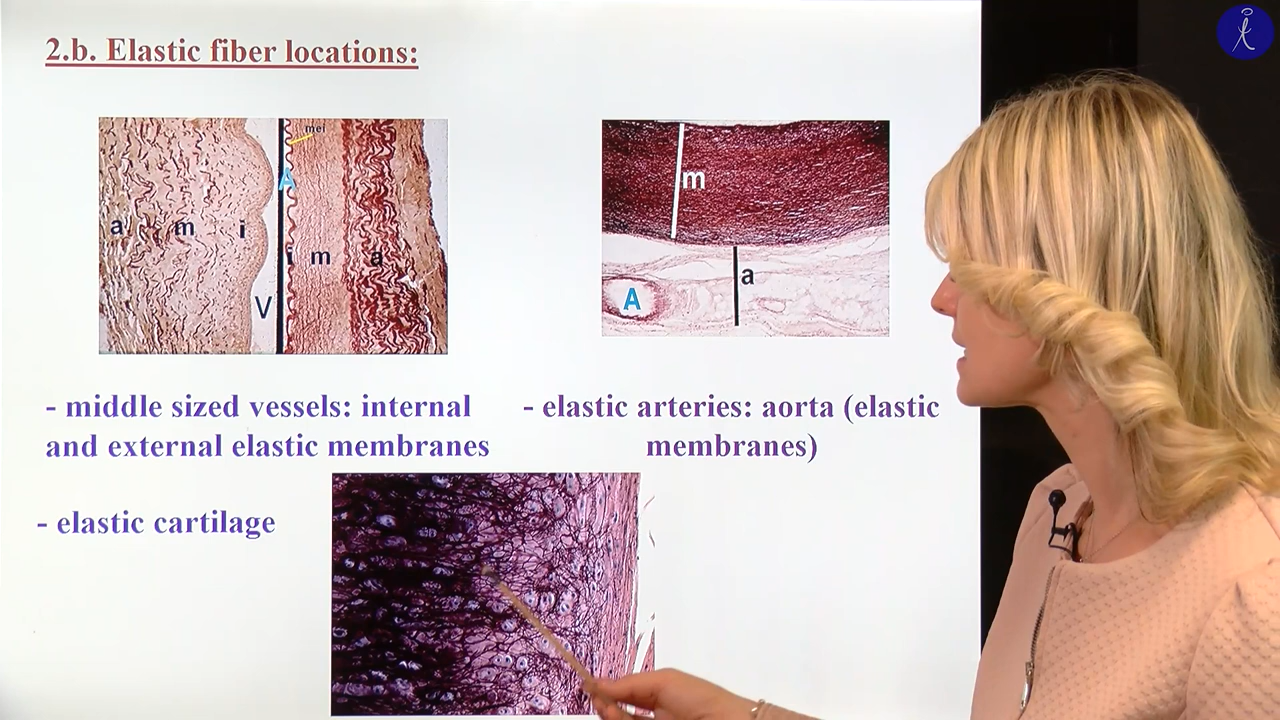 2.b. Elastic fiber locations:
mei
A
a m i
i m a
V
m
a
A
- middle sized vessels: internal
and external elastic membranes
- elastic arteries: aorta (elastic
membranes)
- elastic cartilage